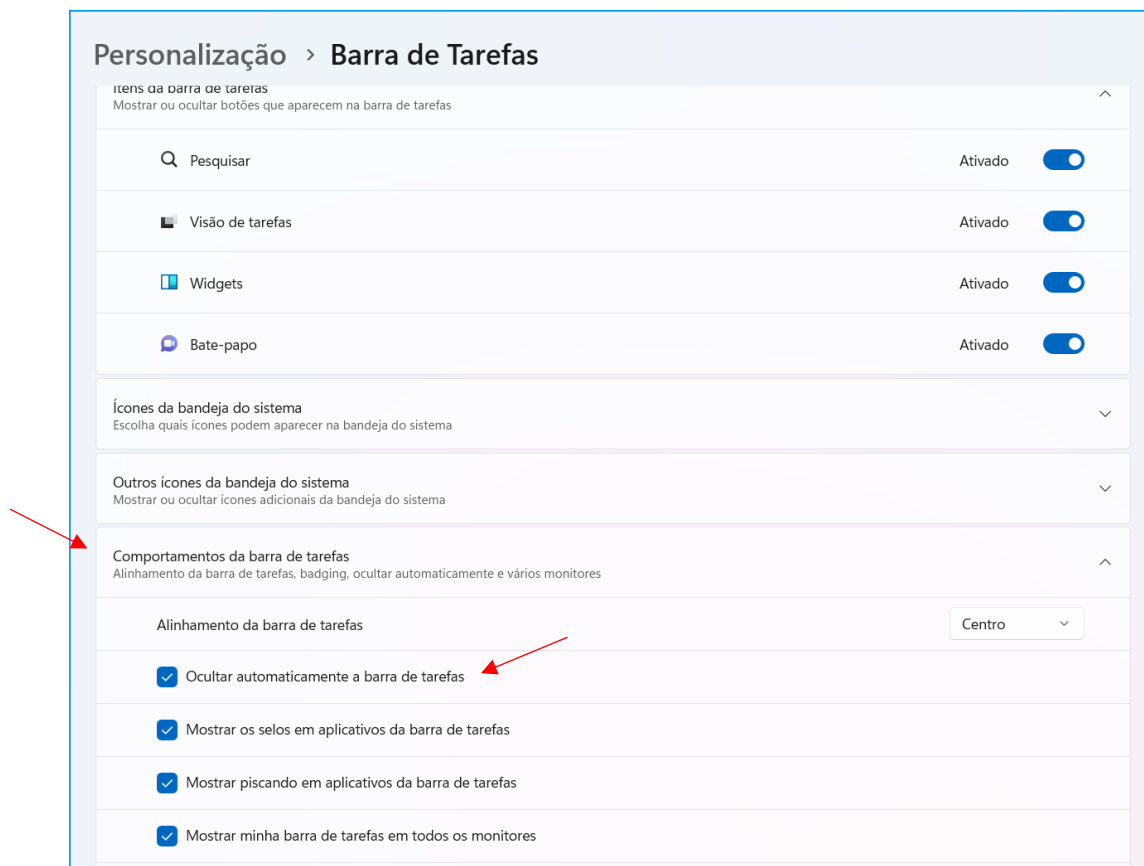 Personalização > Barra de Tarefas
Itens da barra de tarefas
Mostrar ou ocultar botões que aparecem na barra de tarefas
Pesquisar Ativado
Visão de tarefas Ativado
Widgets Ativado
Bate-papo Ativado
Ícones da bandeja do sistema
Escolha quais ícones podem aparecer na bandeja do sistema
Outros ícones da bandeja do sistema
Mostrar ou ocultar ícones adicionais da bandeja do sistema
Comportamentos da barra de tarefas
Alinhamento da barra de tarefas, badging, ocultar automaticamente e vários monitores
Alinhamento da barra de tarefas Centro
Ocultar automaticamente a barra de tarefas
Mostrar os selos em aplicativos da barra de tarefas
Mostrar piscando em aplicativos da barra de tarefas
Mostrar minha barra de tarefas em todos os monitores